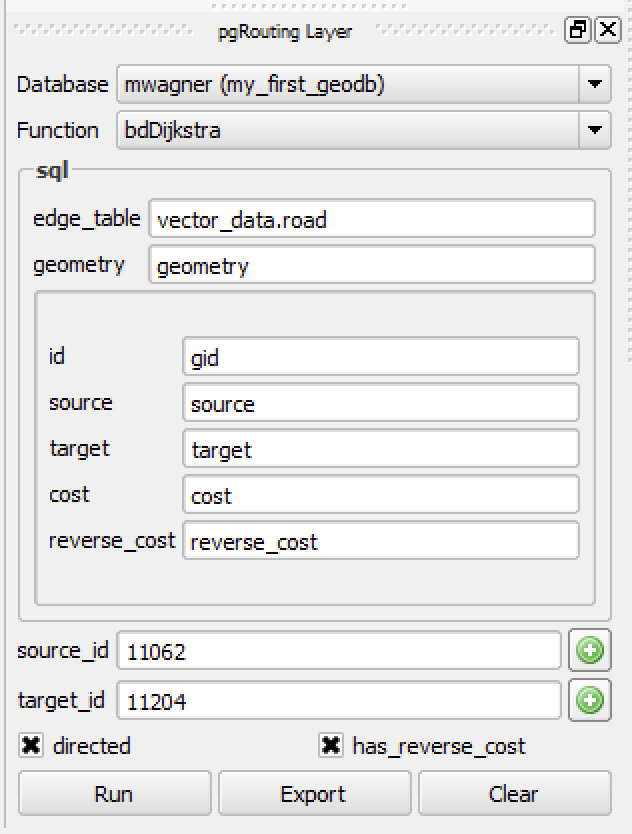 pgRouting Layer
Database mwagner (my_first_geodb)
Function bdDijkstra
sql
edge_table vector_data.road
geometry geometry
id gid
source source
target target
cost cost
reverse_cost reverse_cost
source_id 11062
target_id 11204
directed has_reverse_cost
Run Export Clear